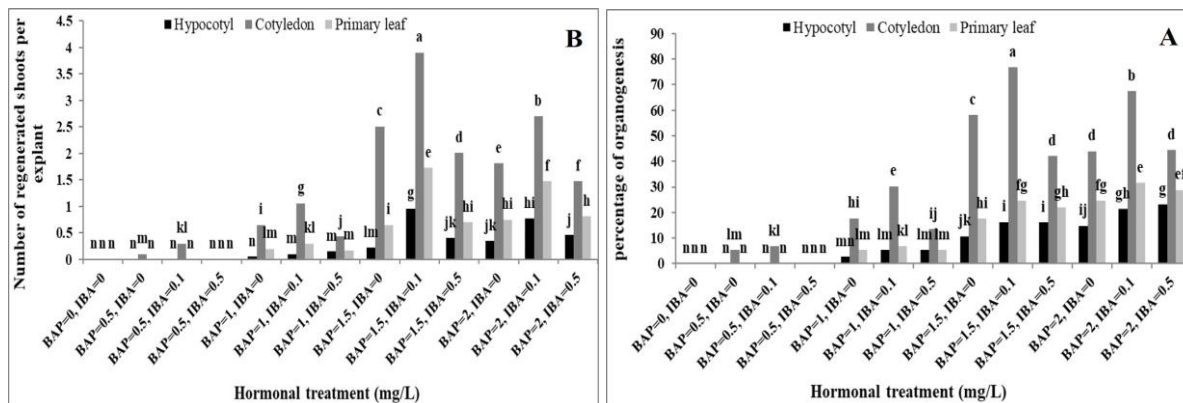 Number of regenerated shoots per explant
4.5
4
3.5
3
2.5
2
1.5
1
0.5
0
Hypocotyl Cotyledon Primary leaf
B
n n n
n m n
n kl n
n n n
n i lm
m g kl
m j m
lm c i
g a e
jk d hi
jk e hi
hi b f
j f h
BAP=0, IBA=0
BAP=0.5, IBA=0
BAP=0.5, IBA=0.1
BAP=0.5, IBA=0.5
BAP=1, IBA=0
BAP=1, IBA=0.1
BAP=1, IBA=0.5
BAP=1.5, IBA=0
BAP=1.5, IBA=0.1
BAP=1.5, IBA=0.5
BAP=2, IBA=0
BAP=2, IBA=0.1
BAP=2, IBA=0.5
Hormonal treatment (mg/L)
percentage of organogenesis
90
80
70
60
50
40
30
20
10
0
Hypocotyl Cotyledon Primary leaf
A
n n n
n lm n
n kl n
n n n
mn hi lm
lm e kl
lm ij lm
jk c hi
i a fg
i d gh
ij d fg
gh b e
g d ef
BAP=0, IBA=0
BAP=0.5, IBA=0
BAP=0.5, IBA=0.1
BAP=0.5, IBA=0.5
BAP=1, IBA=0
BAP=1, IBA=0.1
BAP=1, IBA=0.5
BAP=1.5, IBA=0
BAP=1.5, IBA=0.1
BAP=1.5, IBA=0.5
BAP=2, IBA=0
BAP=2, IBA=0.1
BAP=2, IBA=0.5
Hormonal treatment (mg/L)